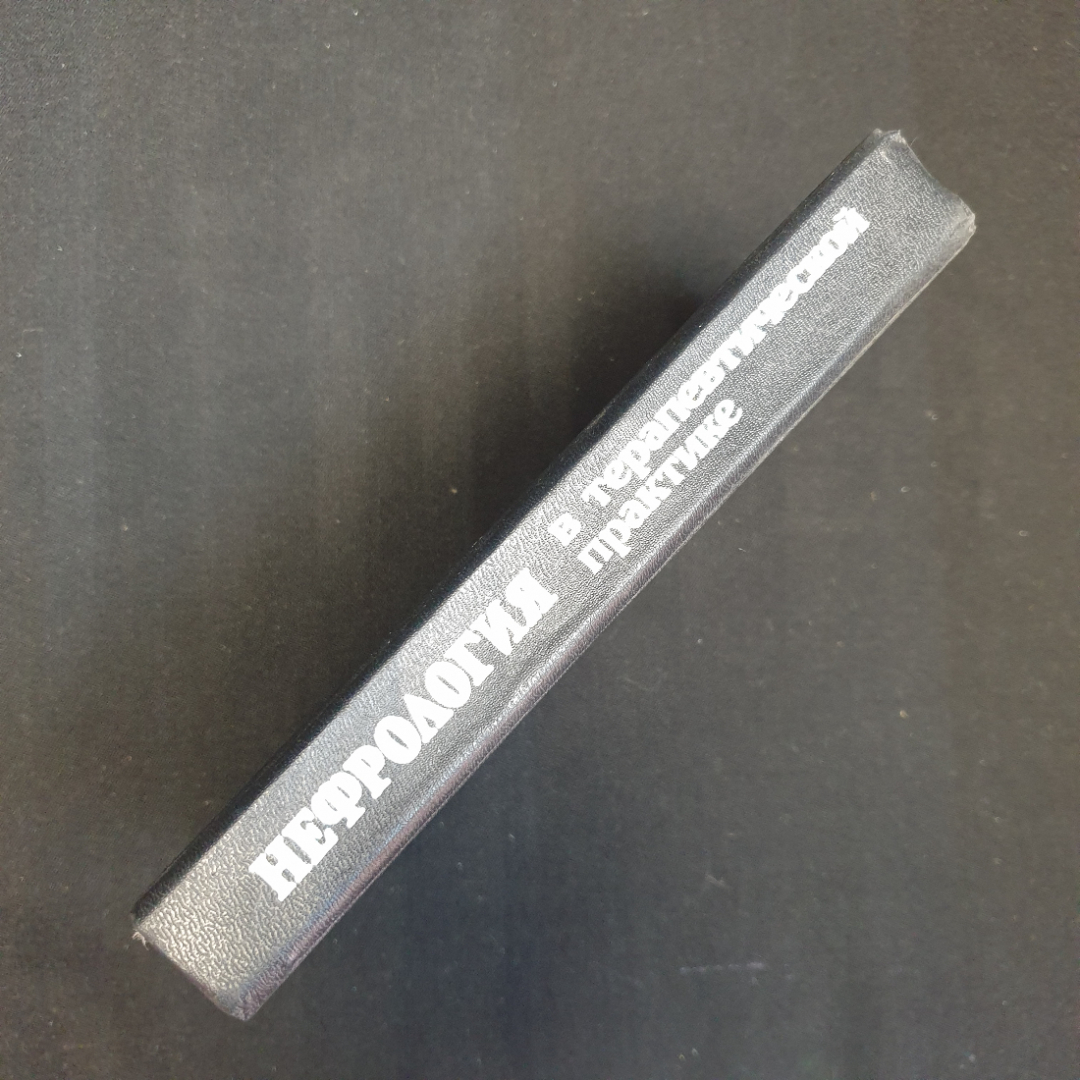 НЕФРОЛОГИЯ
в терапевтической
практике